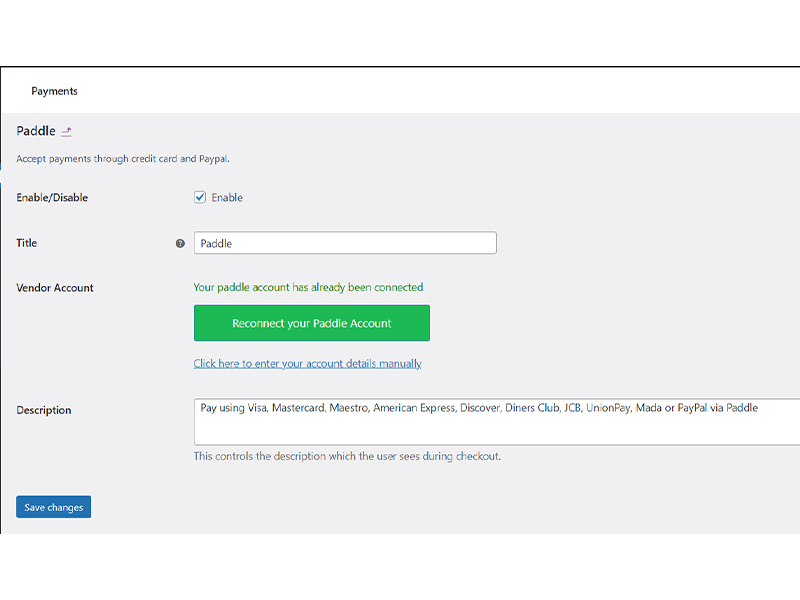 Payments
Paddle
Accept payments through credit card and Paypal.
Enable/Disable
Enable
Title
?
Paddle
Vendor Account
Your paddle account has already been connected
Reconnect your Paddle Account
Click here to enter your account details manually
Description
Pay using Visa, Mastercard, Maestro, American Express, Discover, Diners Club, JCB, UnionPay, Mada or PayPal via Paddle
This controls the description which the user sees during checkout.
Save changes